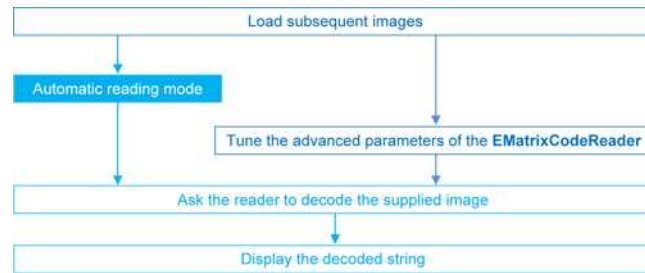 Load subsequent images
Automatic reading mode
Tune the advanced parameters of the EMatrixCodeReader
Ask the reader to decode the supplied image
Display the decoded string